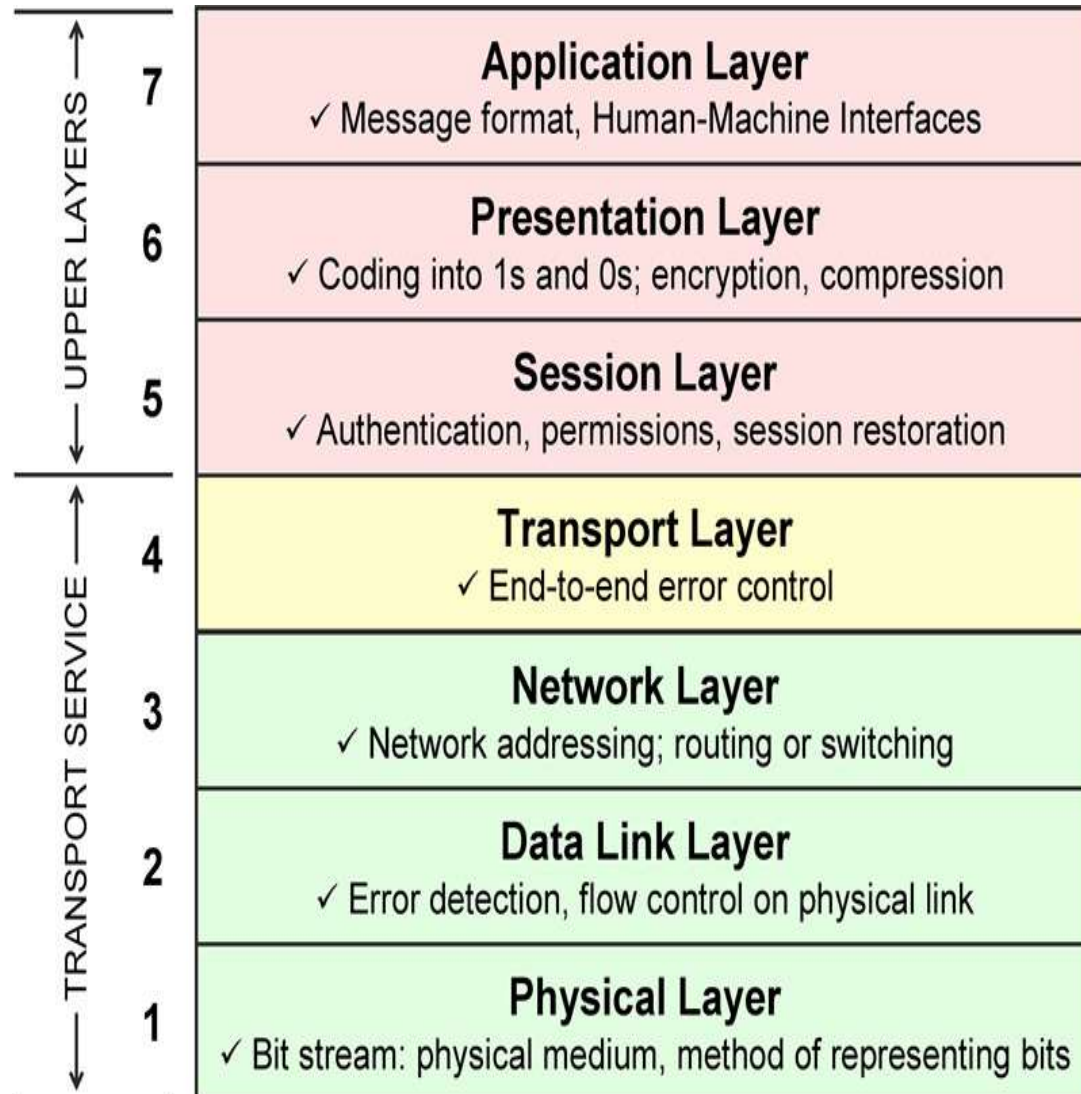 UPPER LAYERS
7
Application Layer
✓ Message format, Human-Machine Interfaces
6
Presentation Layer
✓ Coding into 1s and 0s; encryption, compression
5
Session Layer
✓ Authentication, permissions, session restoration
TRANSPORT SERVICE
4
Transport Layer
✓ End-to-end error control
3
Network Layer
✓ Network addressing; routing or switching
2
Data Link Layer
✓ Error detection, flow control on physical link
1
Physical Layer
✓ Bit stream: physical medium, method of representing bits